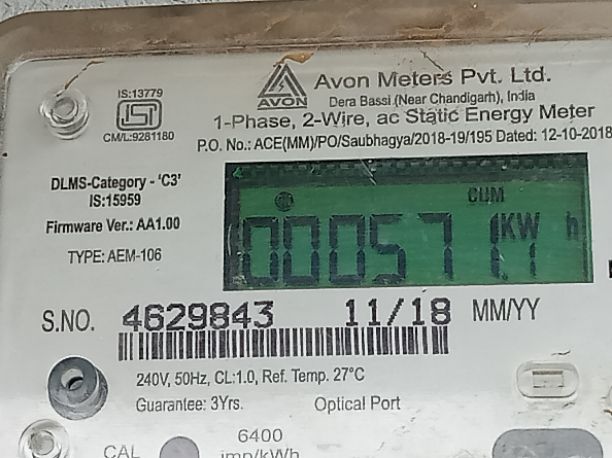 IS:13779
ISI
CM/L:9281180
AVON
Avon Meters Pvt. Ltd.
Dera Bassi (Near Chandigarh), India
1-Phase, 2-Wire, ac Static Energy Meter
P.O. No.: ACE(MM)/PO/Saubhagya/2018-19/195 Dated: 12-10-2018
DLMS-Category - 'C3'
IS:15959
Firmware Ver.: AA1.00
TYPE: AEM-106
CUM
000571.1 KW h
S.NO. 4629843 11/18 MM/YY
240V, 50Hz, CL:1.0, Ref. Temp. 27°C
Guarantee: 3Yrs. Optical Port
CAL 6400
imp/kWh